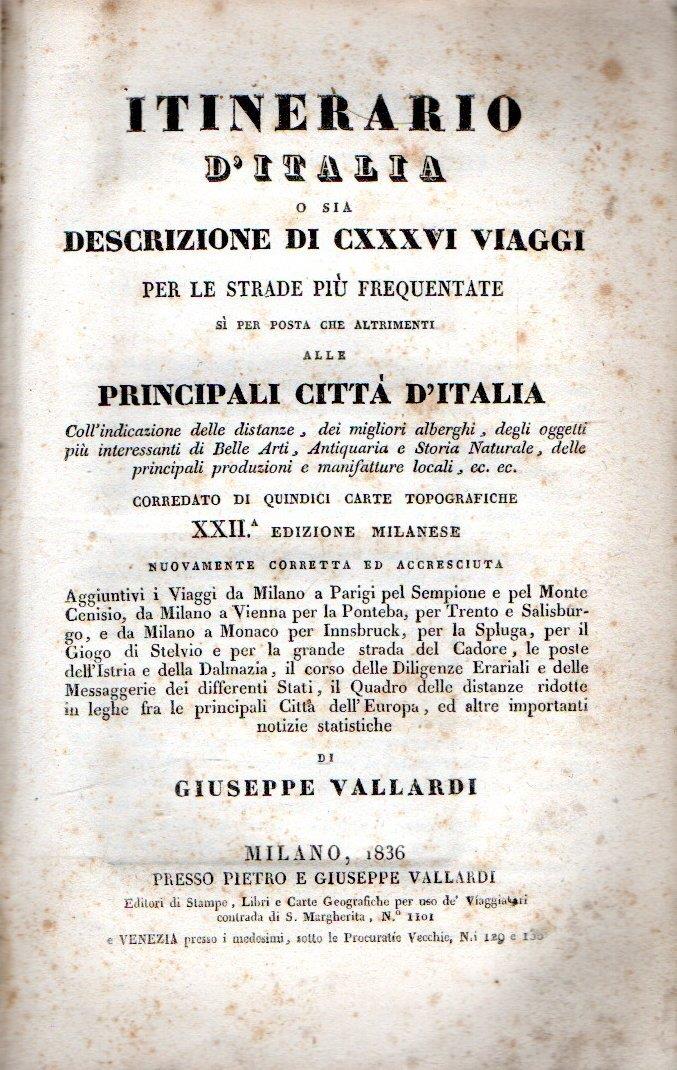 ITINERARIO
D'ITALIA
O SIA
DESCRIZIONE DI CXXXVI VIAGGI
PER LE STRADE PIÙ FREQUENTATE
SÌ PER POSTA CHE ALTRIMENTI
ALLE
PRINCIPALI CITTÀ D'ITALIA
Coll'indicazione delle distanze, dei migliori alberghi, degli oggetti
più interessanti di Belle Arti, Antiquaria e Storia Naturale, delle
principali produzioni e manifatture locali, ec. ec.
CORREDATO DI QUINDICI CARTE TOPOGRAFICHE
XXII.ᴬ EDIZIONE MILANESE
NUOVAMENTE CORRETTA ED ACCRESCIUTA
Aggiuntivi i Viaggi da Milano a Parigi pel Sempione e pel Monte
Cenisio, da Milano a Vienna per la Ponteba, per Trento e Salisbur-
go, e da Milano a Monaco per Innsbruck, per la Spluga, per il
Giogo di Stelvio e per la grande strada del Cadore, le poste
dell'Istria e della Dalmazia, il corso delle Diligenze Erariali e delle
Messaggerie dei differenti Stati, il Quadro delle distanze ridotte
in leghe fra le principali Città dell'Europa, ed altre importanti
notizie statistiche
DI
GIUSEPPE VALLARDI
MILANO, 1836
PRESSO PIETRO E GIUSEPPE VALLARDI
Editori di Stampe, Libri e Carte Geografiche per uso de' Viaggiatori
contrada di S. Margherita, N.º 1101
e VENEZIA presso i medesimi, sotto le Procuratie Vecchie, N.i 129 e